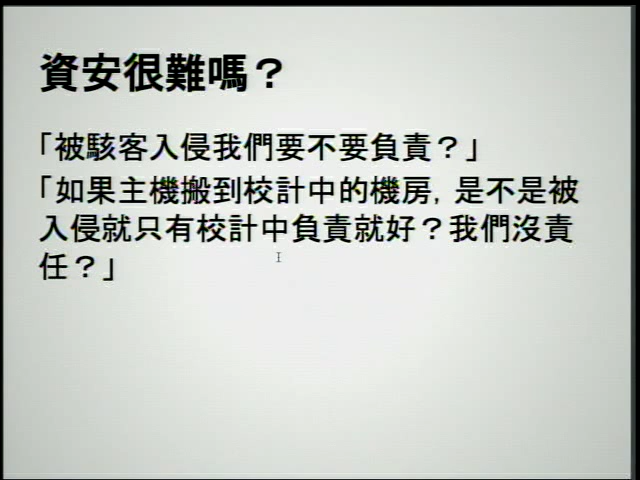 資安很難嗎？
「被駭客入侵我們要不要負責？」
「如果主機搬到校計中的機房, 是不是被
入侵就只有校計中負責就好？我們沒責
任？」